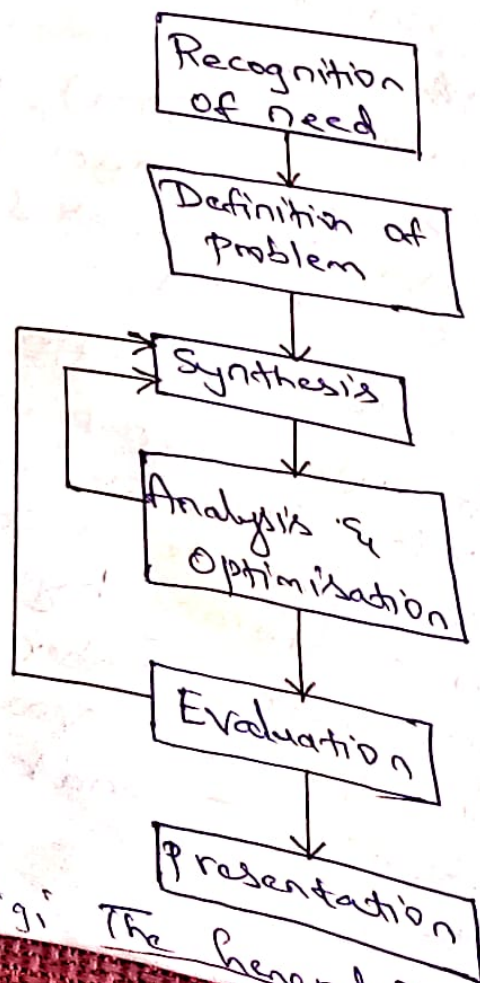 Recognition
of need
Definition of
problem
Synthesis
Analysis &
Optimisation
Evaluation
Presentation
The